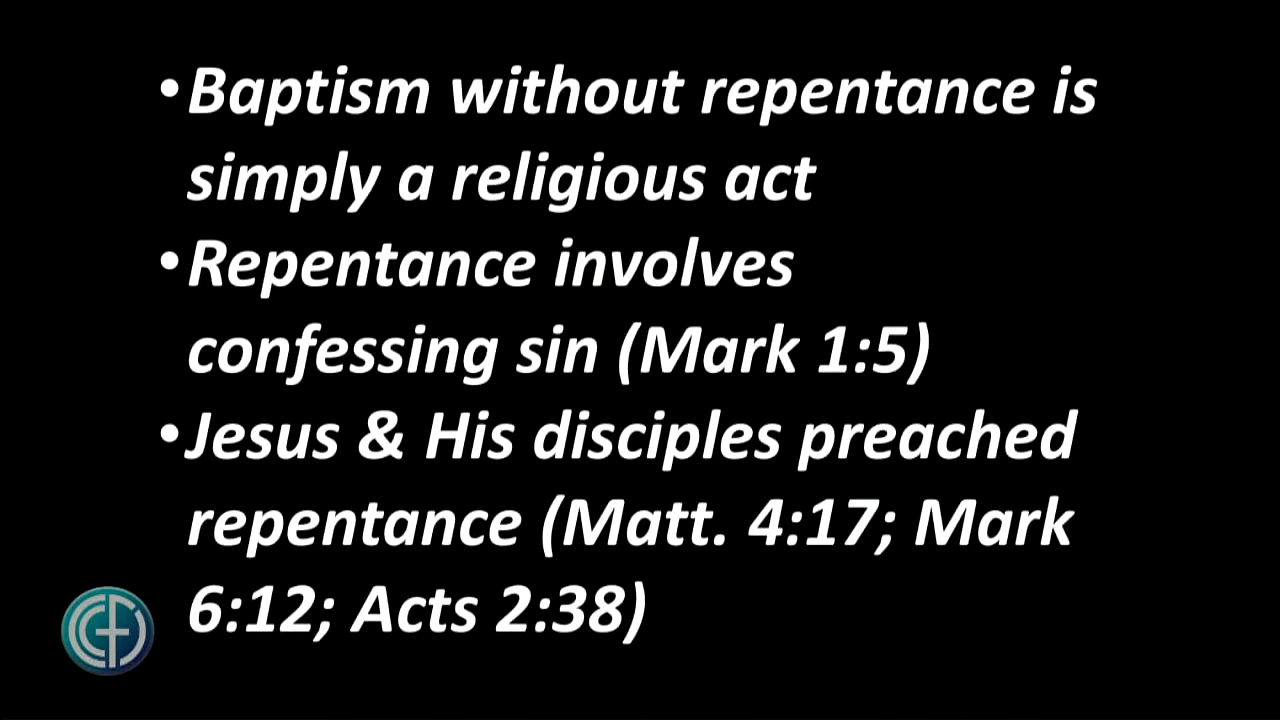 •Baptism without repentance is
simply a religious act
•Repentance involves
confessing sin (Mark 1:5)
•Jesus & His disciples preached
repentance (Matt. 4:17; Mark
6:12; Acts 2:38)